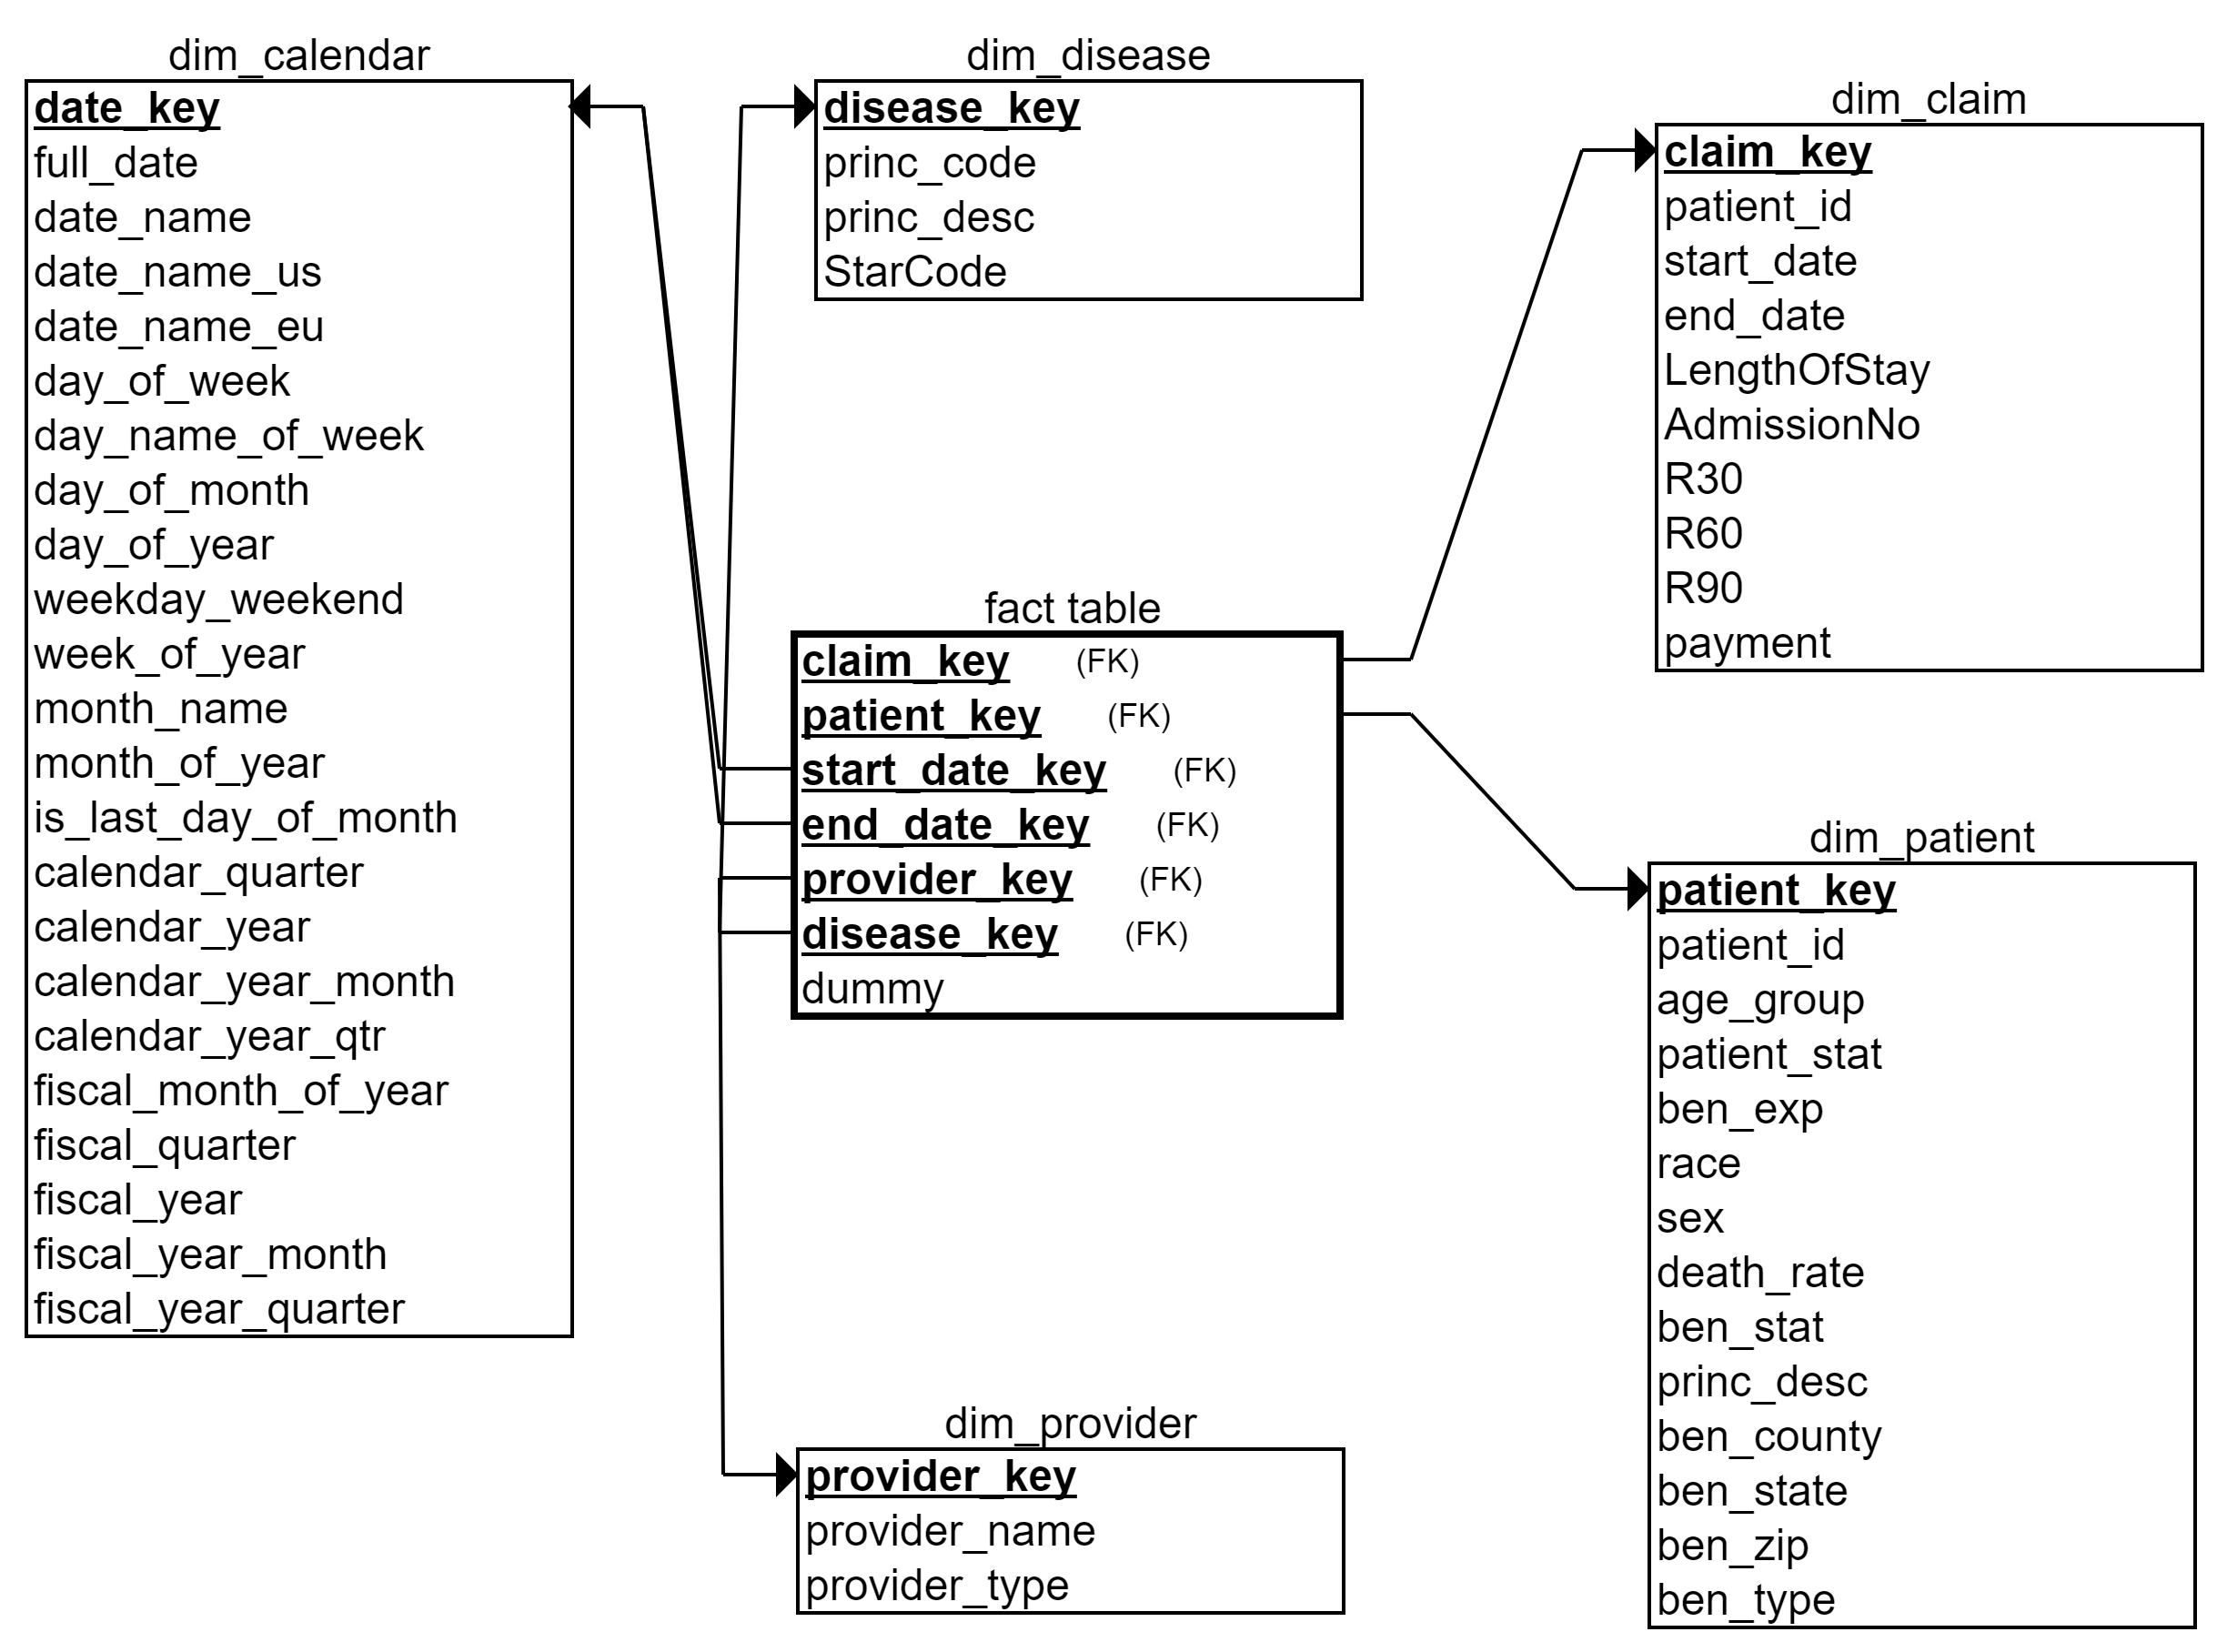 dim_calendar
date_key
full_date
date_name
date_name_us
date_name_eu
day_of_week
day_name_of_week
day_of_month
day_of_year
weekday_weekend
week_of_year
month_name
month_of_year
is_last_day_of_month
calendar_quarter
calendar_year
calendar_year_month
calendar_year_qtr
fiscal_month_of_year
fiscal_quarter
fiscal_year
fiscal_year_month
fiscal_year_quarter
dim_disease
disease_key
princ_code
princ_desc
StarCode
dim_claim
claim_key
patient_id
start_date
end_date
LengthOfStay
AdmissionNo
R30
R60
R90
payment
fact table
claim_key (FK)
patient_key (FK)
start_date_key (FK)
end_date_key (FK)
provider_key (FK)
disease_key (FK)
dummy
dim_patient
patient_key
patient_id
age_group
patient_stat
ben_exp
race
sex
death_rate
ben_stat
princ_desc
ben_county
ben_state
ben_zip
ben_type
dim_provider
provider_key
provider_name
provider_type